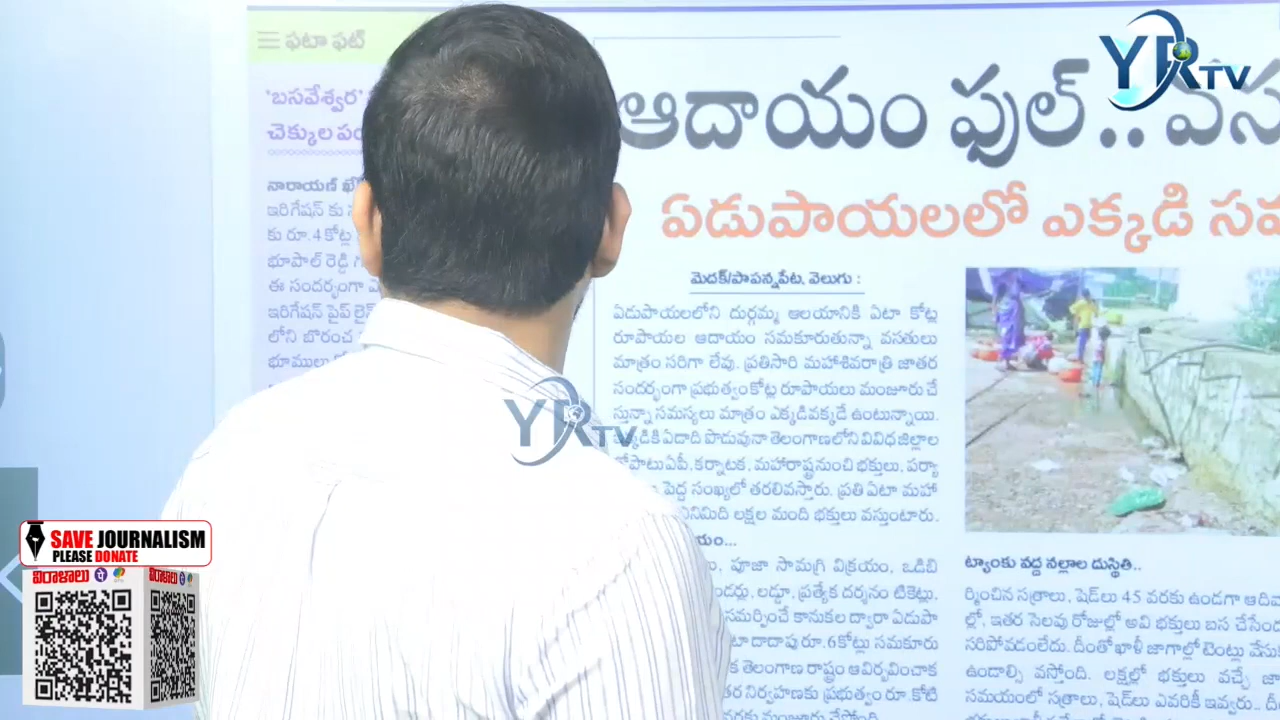 ఫటాఫట్
'బసవేశ్వర'
చెక్కుల
నారాయణ్
ఇరిగేషన్ కు
కు రూ.4 కోట్ల
భూపాల్ రెడ్డి
ఈ సందర్భంగా
ఇరిగేషన్ పైప్ లైన్
లోని బొరంచ
భూములు
ఆదాయం ఫుల్..
ఏడుపాయలలో ఎక్కడి
మెదక్/పాపన్నపేట, వెలుగు :
ఏడుపాయలలోని దుర్గమ్మ ఆలయానికి ఏటా కోట్ల
రూపాయల ఆదాయం సమకూరుతున్నా వసతులు
మాత్రం సరిగా లేవు. ప్రతిసారి మహాశివరాత్రి జాతర
సందర్భంగా ప్రభుత్వం కోట్ల రూపాయలు మంజూరు చే
స్తున్నా సమస్యలు మాత్రం ఎక్కడివక్కడే ఉంటున్నాయి.
ఏడాది పొడువునా తెలంగాణలోని వివిధ జిల్లాల
ఏపీ, కర్నాటక, మహారాష్ట్ర నుంచి భక్తులు, పర్యా
పెద్ద సంఖ్యలో తరలివస్తారు. ప్రతి ఏటా మహా
లక్షల మంది భక్తులు వస్తుంటారు.
పూజా సామగ్రి విక్రయం, ఒడిబి
లడ్డూ, ప్రత్యేక దర్శనం టికెట్లు,
సమర్పించే కానుకల ద్వారా ఏడుపా
దాదాపు రూ.6 కోట్లు సమకూరు
తెలంగాణ రాష్ట్రం ఆవిర్భవించాక
నిర్వహణకు ప్రభుత్వం రూ.కోటి
వరకు మంజూరు చేస్తోంది.
ట్యాంకు వద్ద నల్లాల దుస్థితి..
ర్మించిన సత్రాలు, షెడ్‌లు 45 వరకు ఉండగా ఆదివా
ల్లో, ఇతర సెలవు రోజుల్లో అవి భక్తులు బస చేసేంద
సరిపోవడంలేదు. దీంతో ఖాళీ జాగాల్లో టెంట్లు వేసుక
ఉండాల్సి వస్తోంది. లక్షల్లో భక్తులు వచ్చే జా
సమయంలో సత్రాలు, షెడ్‌లు ఎవరికీ ఇవ్వరు..
YRTV
YRTV
SAVE JOURNALISM
PLEASE DONATE
విరాళాలు
విరాళాలు